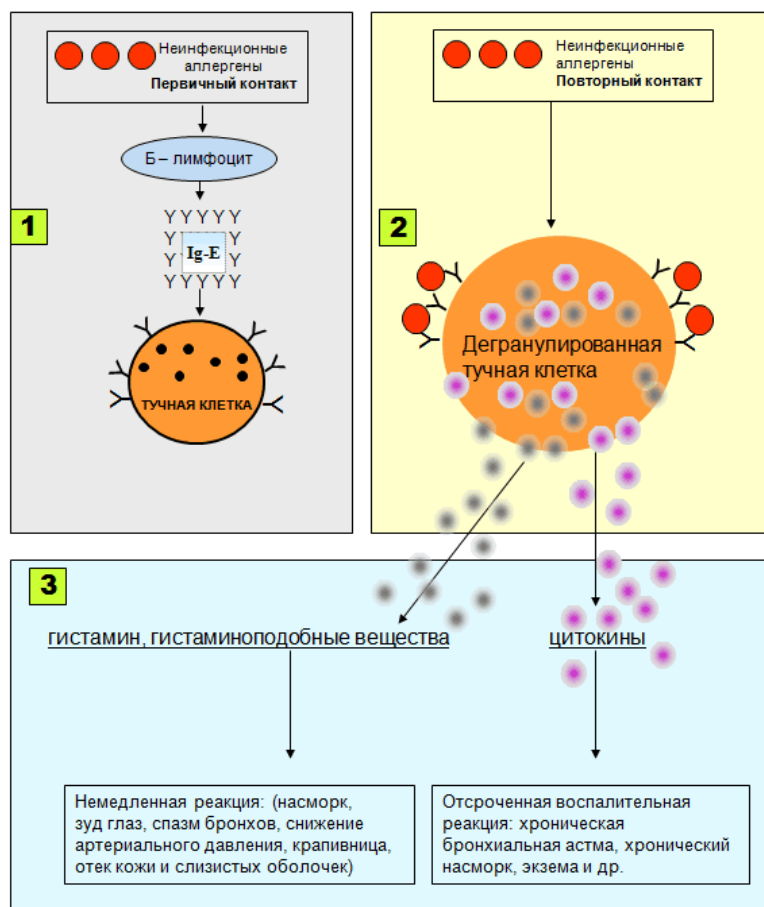 Неинфекционные
аллергены
Первичный контакт
Б – лимфоцит
1
Y Y Y Y Y
Y Y
Ig-E
Y Y
Y Y Y Y Y
ТУЧНАЯ КЛЕТКА
Неинфекционные
аллергены
Повторный контакт
2
Дегранулированная
тучная клетка
3
гистамин, гистаминоподобные вещества
цитокины
Немедленная реакция: (насморк,
зуд глаз, спазм бронхов, снижение
артериального давления, крапивница,
отек кожи и слизистых оболочек)
Отсроченная воспалительная
реакция: хроническая
бронхиальная астма, хронический
насморк, экзема и др.